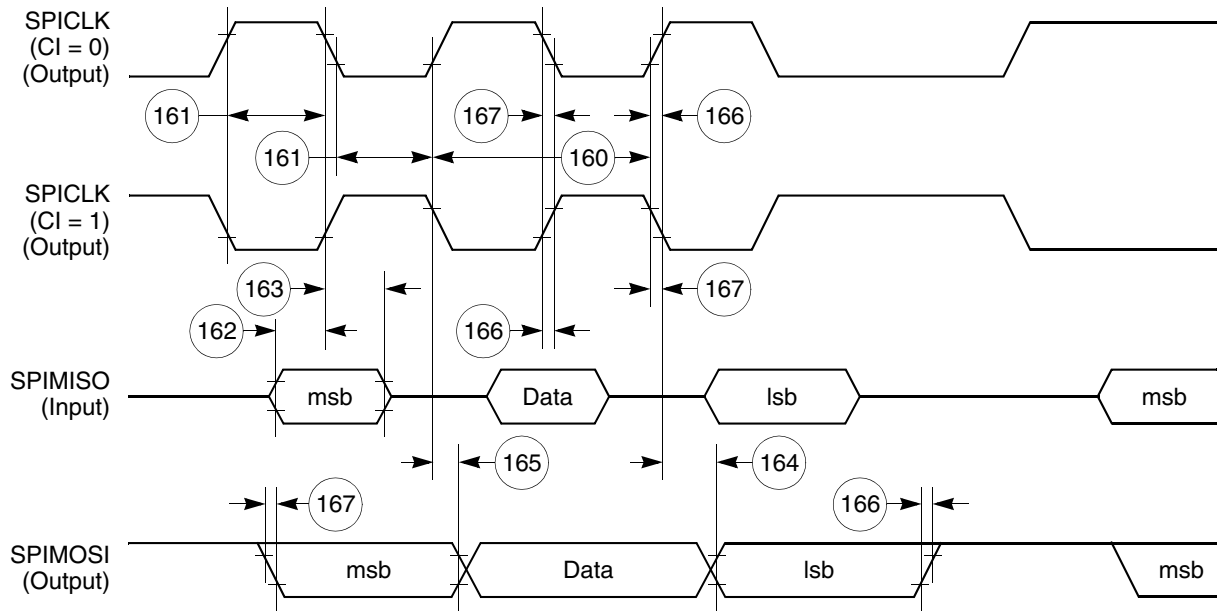 SPICLK
(CI = 0)
(Output)
161
167
166
161
160
SPICLK
(CI = 1)
(Output)
163
167
162
166
SPIMISO
(Input)
msb
Data
lsb
msb
165
164
167
166
SPIMOSI
(Output)
msb
Data
lsb
msb